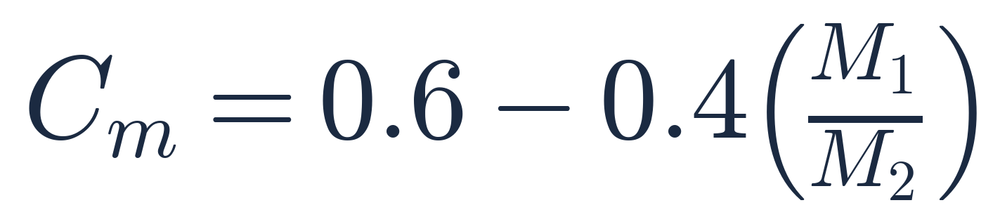 C_m = 0.6 − 0.4(M_1/M_2)